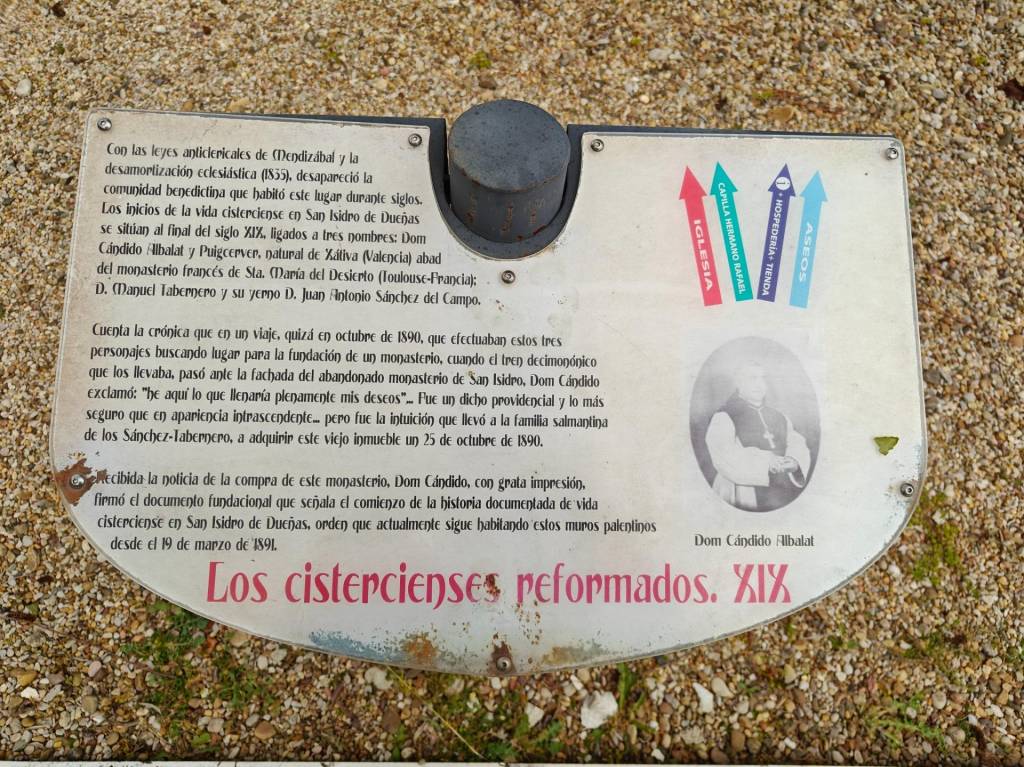 Con las leyes anticlericales de Mendizábal y la
desamortización eclesiástica (1835), desapareció la
comunidad benedictina que habitó este lugar durante siglos.
Los inicios de la vida cisterciense en San Isidro de Dueñas
se sitúan al final del siglo XIX, ligados a tres nombres: Dom
Cándido Albalat y Puigcerver, natural de Xátiva (Valencia) abad
del monasterio francés de Sta. María del Desierto (Toulouse-Francia);
D. Manuel Tabernero y su yerno D. Juan Antonio Sánchez del Campo.
Cuenta la crónica que en un viaje, quizá en octubre de 1890, que efectuaban estos tres
personajes buscando lugar para la fundación de un monasterio, cuando el tren decimonónico
que los llevaba, pasó ante la fachada del abandonado monasterio de San Isidro, Dom Cándido
exclamó: "he aquí lo que llenaría plenamente mis deseos"... Fue un dicho providencial y lo más
seguro que en apariencia intrascendente... pero fue la intuición que llevó a la familia salmantina
de los Sánchez-Tabernero, a adquirir este viejo inmueble un 25 de octubre de 1890.
Recibida la noticia de la compra de este monasterio, Dom Cándido, con grata impresión,
firmó el documento fundacional que señala el comienzo de la historia documentada de vida
cisterciense en San Isidro de Dueñas, orden que actualmente sigue habitando estos muros palentinos
desde el 19 de marzo de 1891.
IGLESIA
CAPILLA HERMANO RAFAEL
i + HOSPEDERÍA + TIENDA
ASEOS
Dom Cándido Albalat
Los cistercienses reformados. XIX